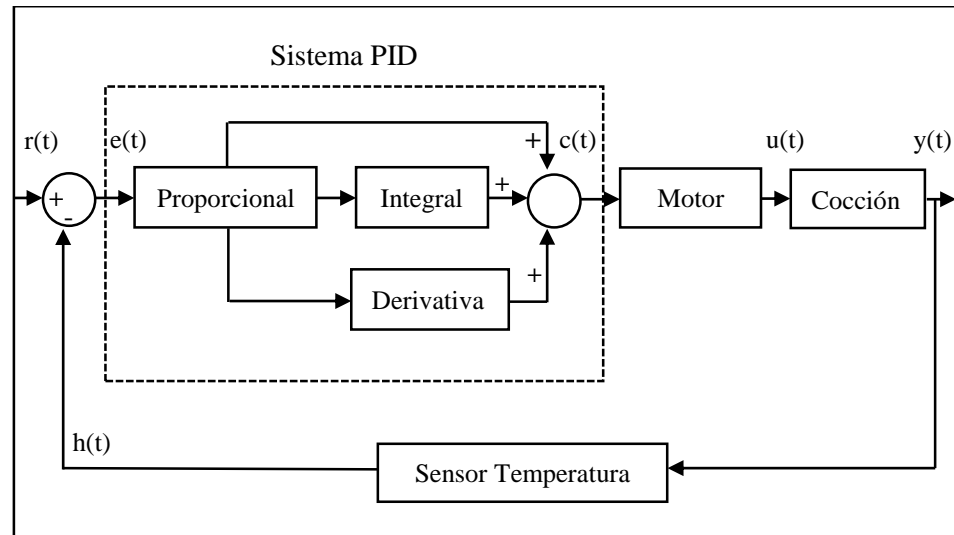 Sistema PID
r(t)
e(t)
+
c(t)
u(t)
y(t)
+
-
Proporcional
Integral
+
Motor
Cocción
Derivativa
+
h(t)
Sensor Temperatura